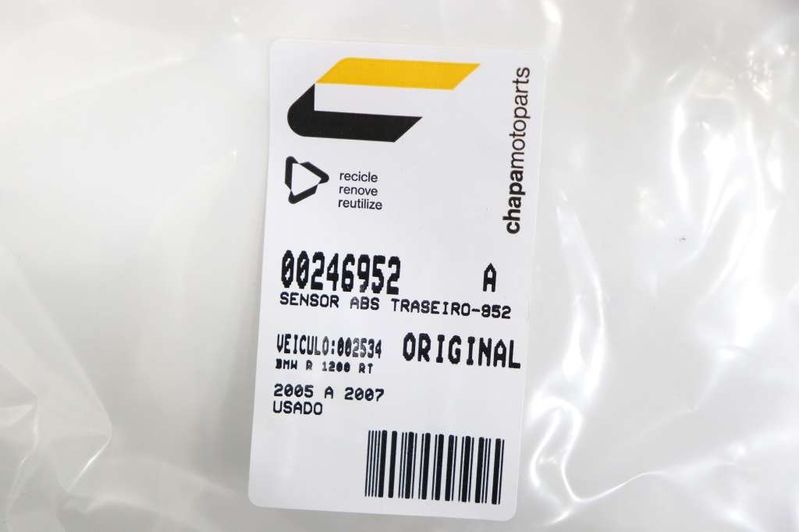 chapamotoparts
recicle
renove
reutilize
00246952 A
SENSOR ABS TRASEIRO-952
VEICULO:002534 ORIGINAL
BMW R 1200 RT
2005 A 2007
USADO